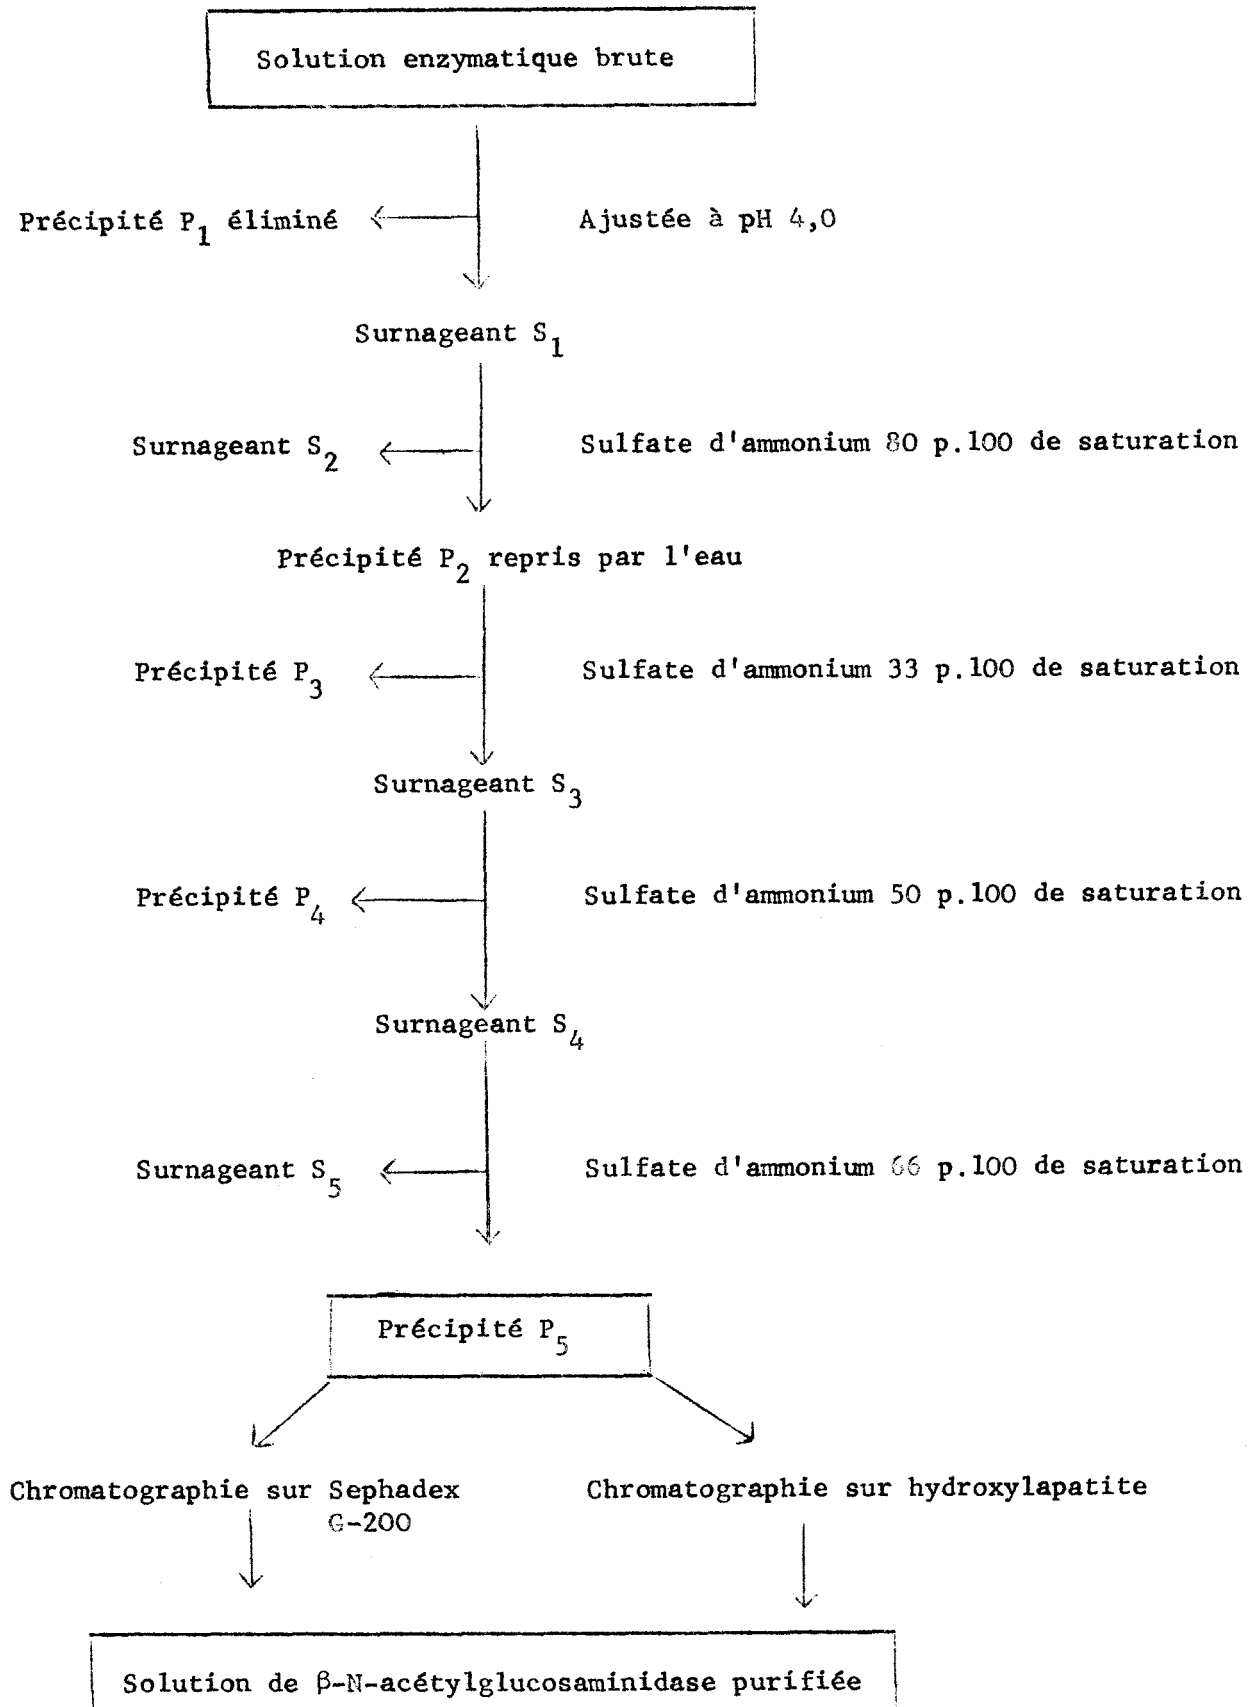 Solution enzymatique brute
Précipité P1 éliminé
Ajustée à pH 4,0
Surnageant S1
Surnageant S2
Sulfate d'ammonium 80 p.100 de saturation
Précipité P2 repris par l'eau
Précipité P3
Sulfate d'ammonium 33 p.100 de saturation
Surnageant S3
Précipité P4
Sulfate d'ammonium 50 p.100 de saturation
Surnageant S4
Surnageant S5
Sulfate d'ammonium 66 p.100 de saturation
Précipité P5
Chromatographie sur Sephadex
G-200
Chromatographie sur hydroxylapatite
Solution de β-N-acétylglucosaminidase purifiée